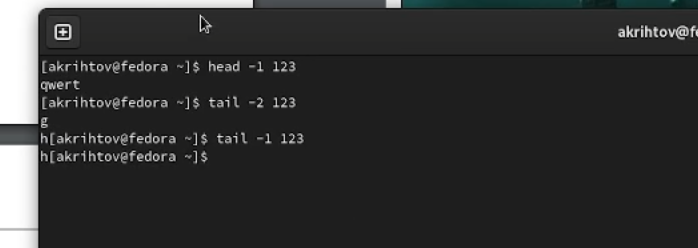 akrihtov@fe
[akrihtov@fedora ~]$ head -1 123
qwert
[akrihtov@fedora ~]$ tail -2 123
g
h[akrihtov@fedora ~]$ tail -1 123
h[akrihtov@fedora ~]$